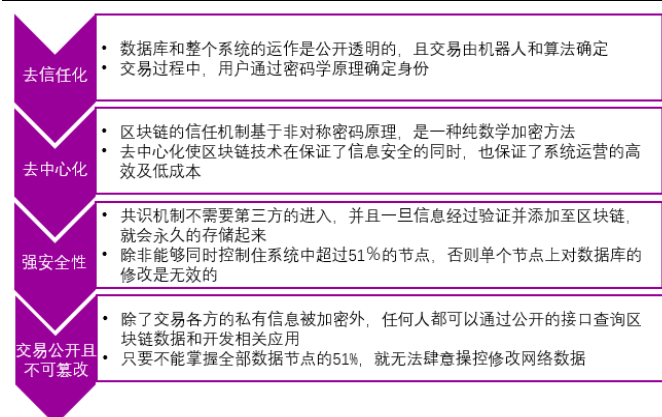 去信任化
• 数据库和整个系统的运作是公开透明的，且交易由机器人和算法确定
• 交易过程中，用户通过密码学原理确定身份
去中心化
• 区块链的信任机制基于非对称密码原理，是一种纯数学加密方法
• 去中心化使区块链技术在保证了信息安全的同时，也保证了系统运营的高
效及低成本
强安全性
• 共识机制不需要第三方的进入，并且一旦信息经过验证并添加至区块链，
就会永久的存储起来
• 除非能够同时控制住系统中超过51％的节点，否则单个节点上对数据库的
修改是无效的
交易公开且
不可篡改
• 除了交易各方的私有信息被加密外，任何人都可以通过公开的接口查询区
块链数据和开发相关应用
• 只要不能掌握全部数据节点的51%，就无法肆意操控修改网络数据